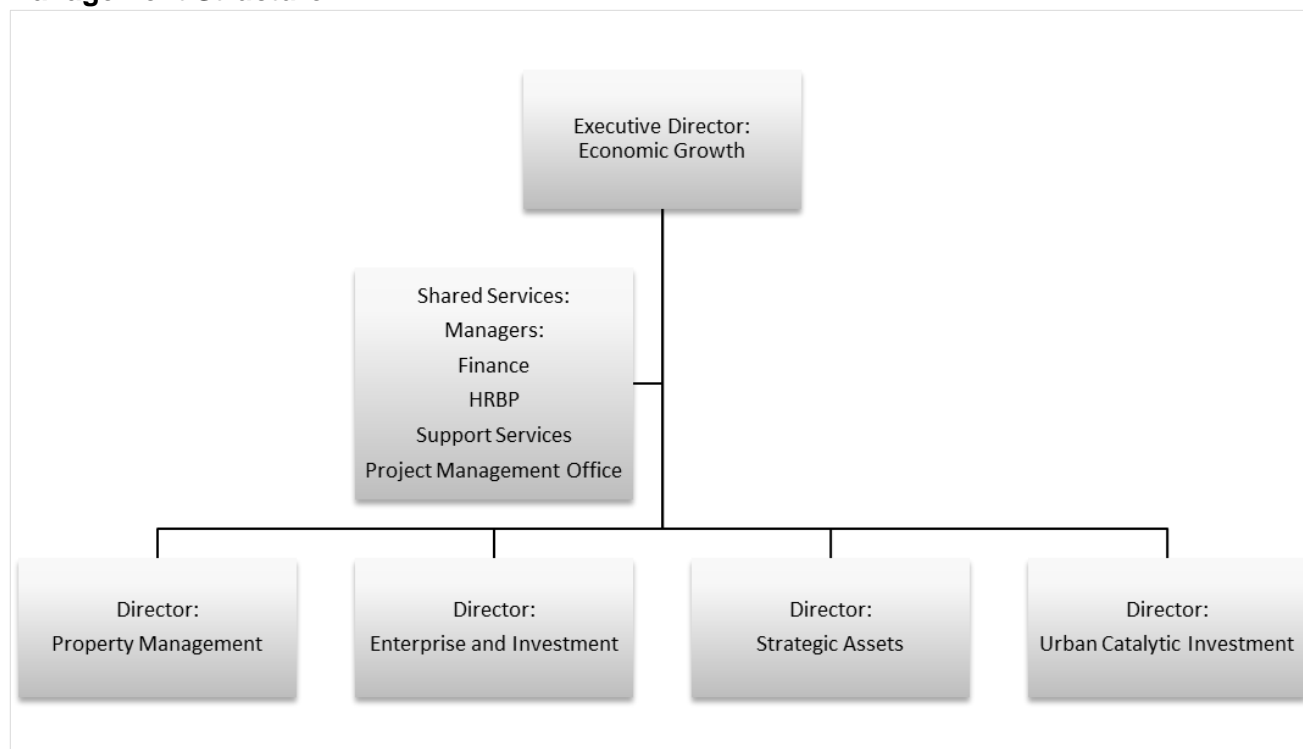 Executive Director:
Economic Growth
Shared Services:
Managers:
Finance
HRBP
Support Services
Project Management Office
Director:
Property Management
Director:
Enterprise and Investment
Director:
Strategic Assets
Director:
Urban Catalytic Investment